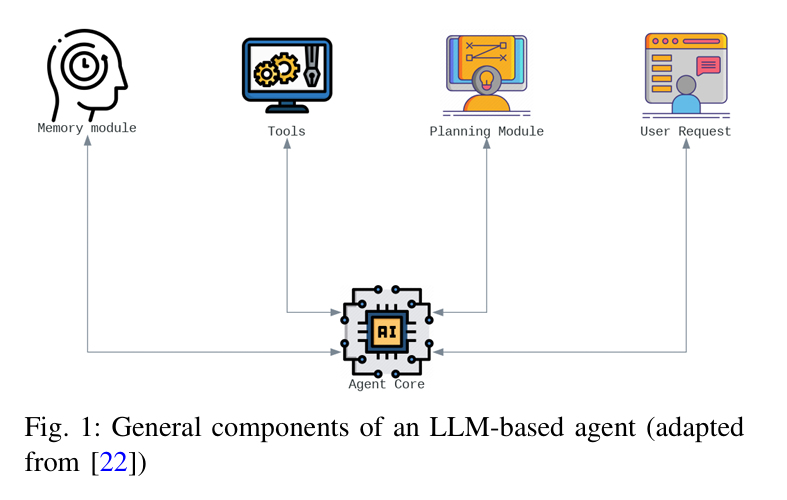 Memory module
Tools
Planning Module
User Request
AI
Agent Core
Fig. 1: General components of an LLM-based agent (adapted
from [22])